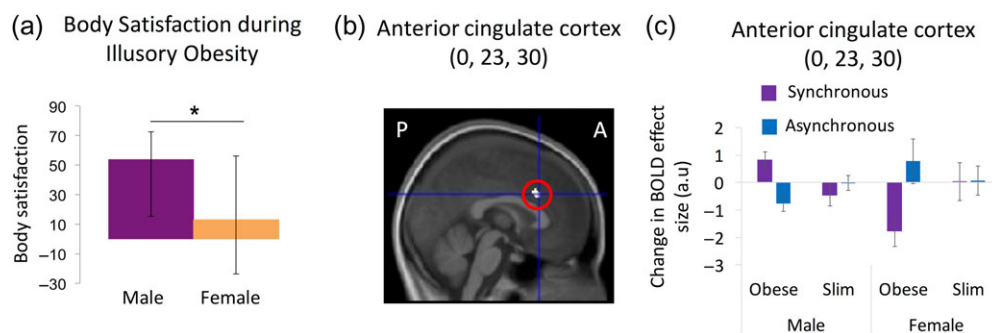 (a) Body Satisfaction during
Illusory Obesity
Body satisfaction
90
70
50
30
10
–10
–30
*
Male Female
(b) Anterior cingulate cortex
(0, 23, 30)
P A
(c) Anterior cingulate cortex
(0, 23, 30)
Synchronous
Asynchronous
Change in BOLD effect
size (a.u)
2
1
0
–1
–2
–3
Obese Slim Obese Slim
Male Female